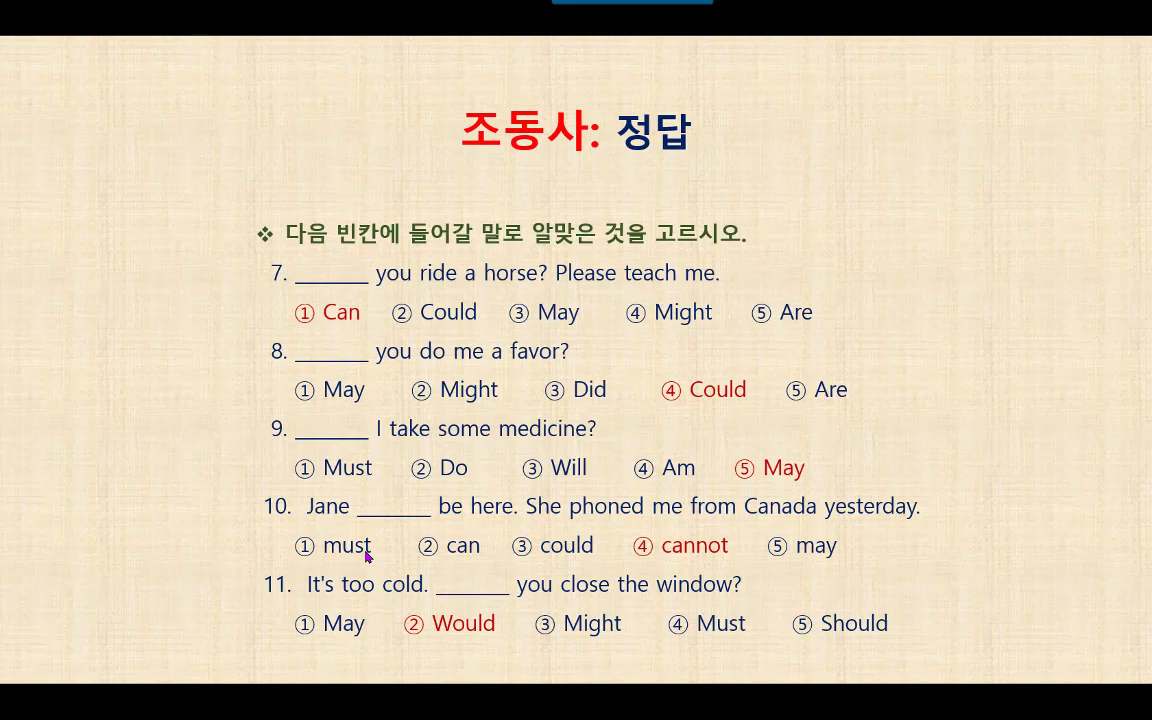 조동사: 정답
❖ 다음 빈칸에 들어갈 말로 알맞은 것을 고르시오.
7. ______ you ride a horse? Please teach me.
① Can ② Could ③ May ④ Might ⑤ Are
8. ______ you do me a favor?
① May ② Might ③ Did ④ Could ⑤ Are
9. ______ I take some medicine?
① Must ② Do ③ Will ④ Am ⑤ May
10. Jane ______ be here. She phoned me from Canada yesterday.
① must ② can ③ could ④ cannot ⑤ may
11. It's too cold. ______ you close the window?
① May ② Would ③ Might ④ Must ⑤ Should